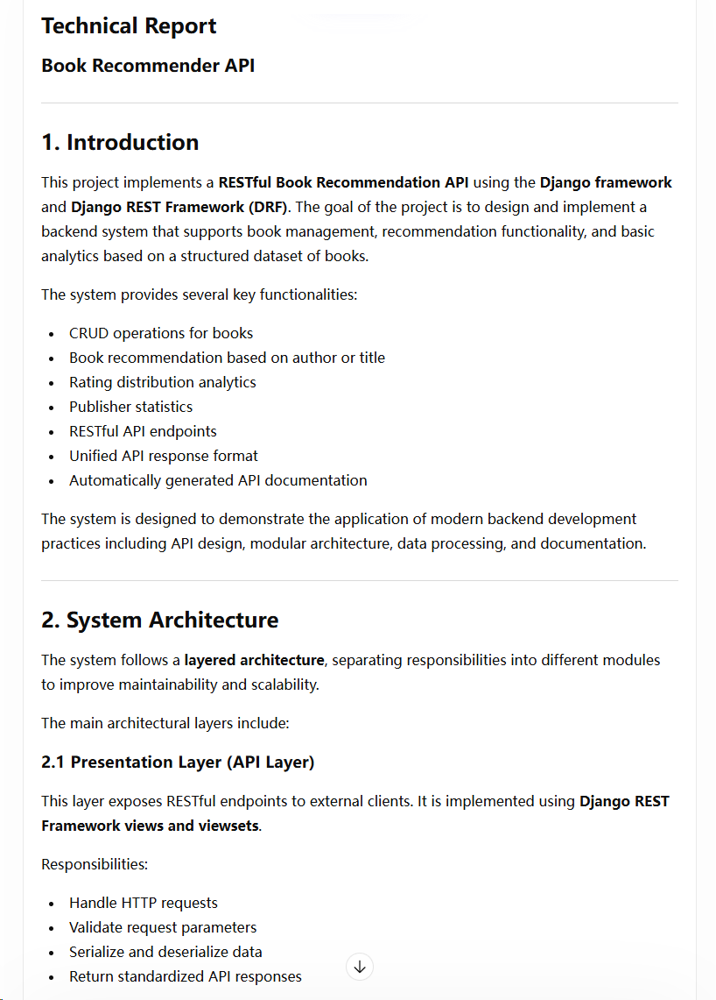 Technical Report
Book Recommender API
1. Introduction
This project implements a RESTful Book Recommendation API using the Django framework
and Django REST Framework (DRF). The goal of the project is to design and implement a
backend system that supports book management, recommendation functionality, and basic
analytics based on a structured dataset of books.
The system provides several key functionalities:
• CRUD operations for books
• Book recommendation based on author or title
• Rating distribution analytics
• Publisher statistics
• RESTful API endpoints
• Unified API response format
• Automatically generated API documentation
The system is designed to demonstrate the application of modern backend development
practices including API design, modular architecture, data processing, and documentation.
2. System Architecture
The system follows a layered architecture, separating responsibilities into different modules
to improve maintainability and scalability.
The main architectural layers include:
2.1 Presentation Layer (API Layer)
This layer exposes RESTful endpoints to external clients. It is implemented using Django REST
Framework views and viewsets.
Responsibilities:
• Handle HTTP requests
• Validate request parameters
• Serialize and deserialize data
• Return standardized API responses